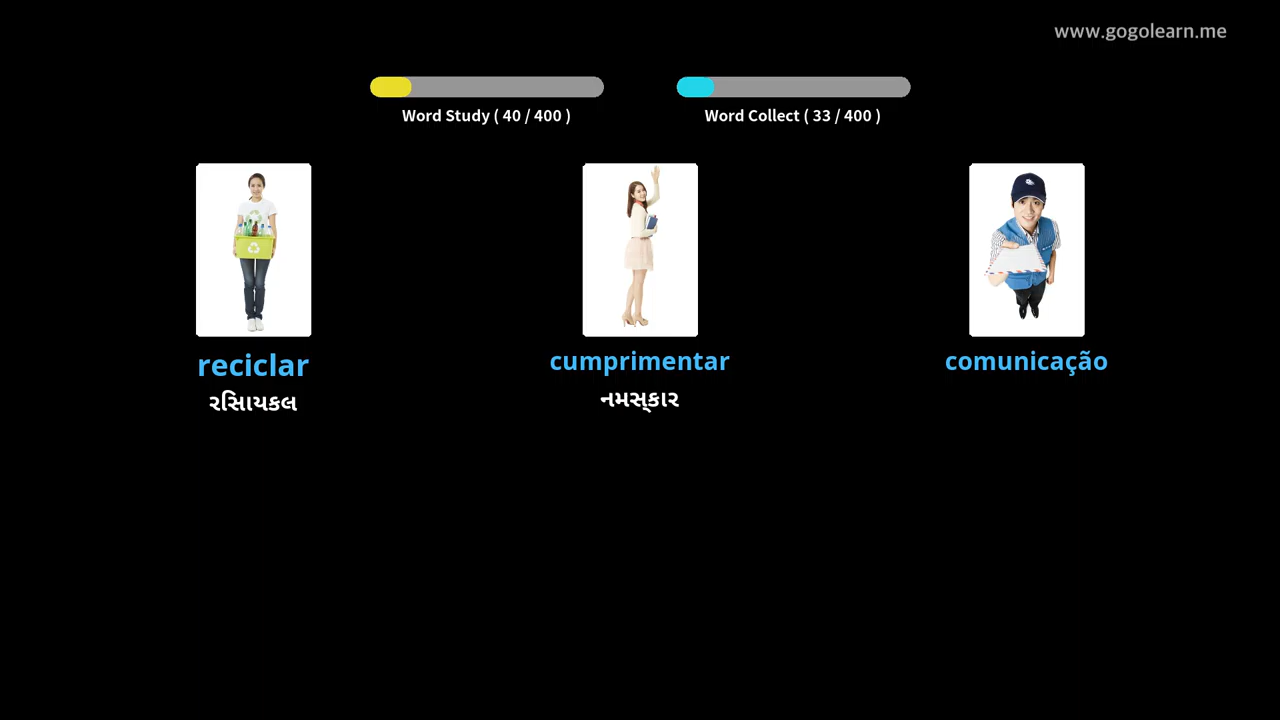 www.gogolearn.me
Word Study ( 40 / 400 )
Word Collect ( 33 / 400 )
reciclar
cumprimentar
comunicação
રિસાયકલ
નમસ્કાર